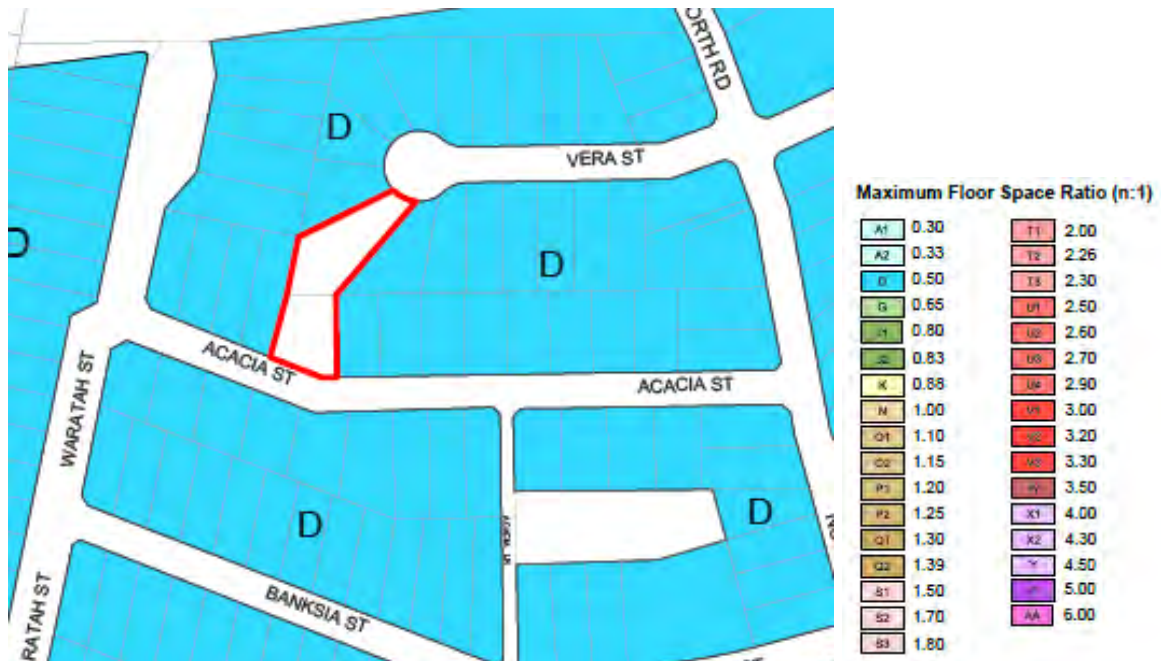 ORTH RD
D
VERA ST
D
D
ACACIA ST
ACACIA ST
WARATAH ST
D
D
BANKSIA ST
RATAH ST
Maximum Floor Space Ratio (n:1)
A1 0.30
A2 0.33
D 0.50
G 0.65
0.80
0.83
K 0.88
N 1.00
1.10
1.15
P1 1.20
P2 1.25
Q1 1.30
Q2 1.39
S1 1.50
S2 1.70
S3 1.80
T1 2.00
T2 2.26
T3 2.30
U1 2.50
U2 2.60
U3 2.70
U4 2.90
V1 3.00
V2 3.20
V3 3.30
3.50
X1 4.00
X2 4.30
Y 4.50
5.00
AA 6.00